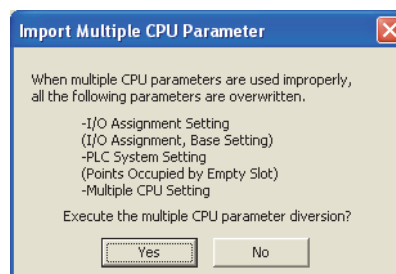 Import Multiple CPU Parameter
When multiple CPU parameters are used improperly,
all the following parameters are overwritten.
-I/O Assignment Setting
(I/O Assignment, Base Setting)
-PLC System Setting
(Points Occupied by Empty Slot)
-Multiple CPU Setting
Execute the multiple CPU parameter diversion?
Yes
No